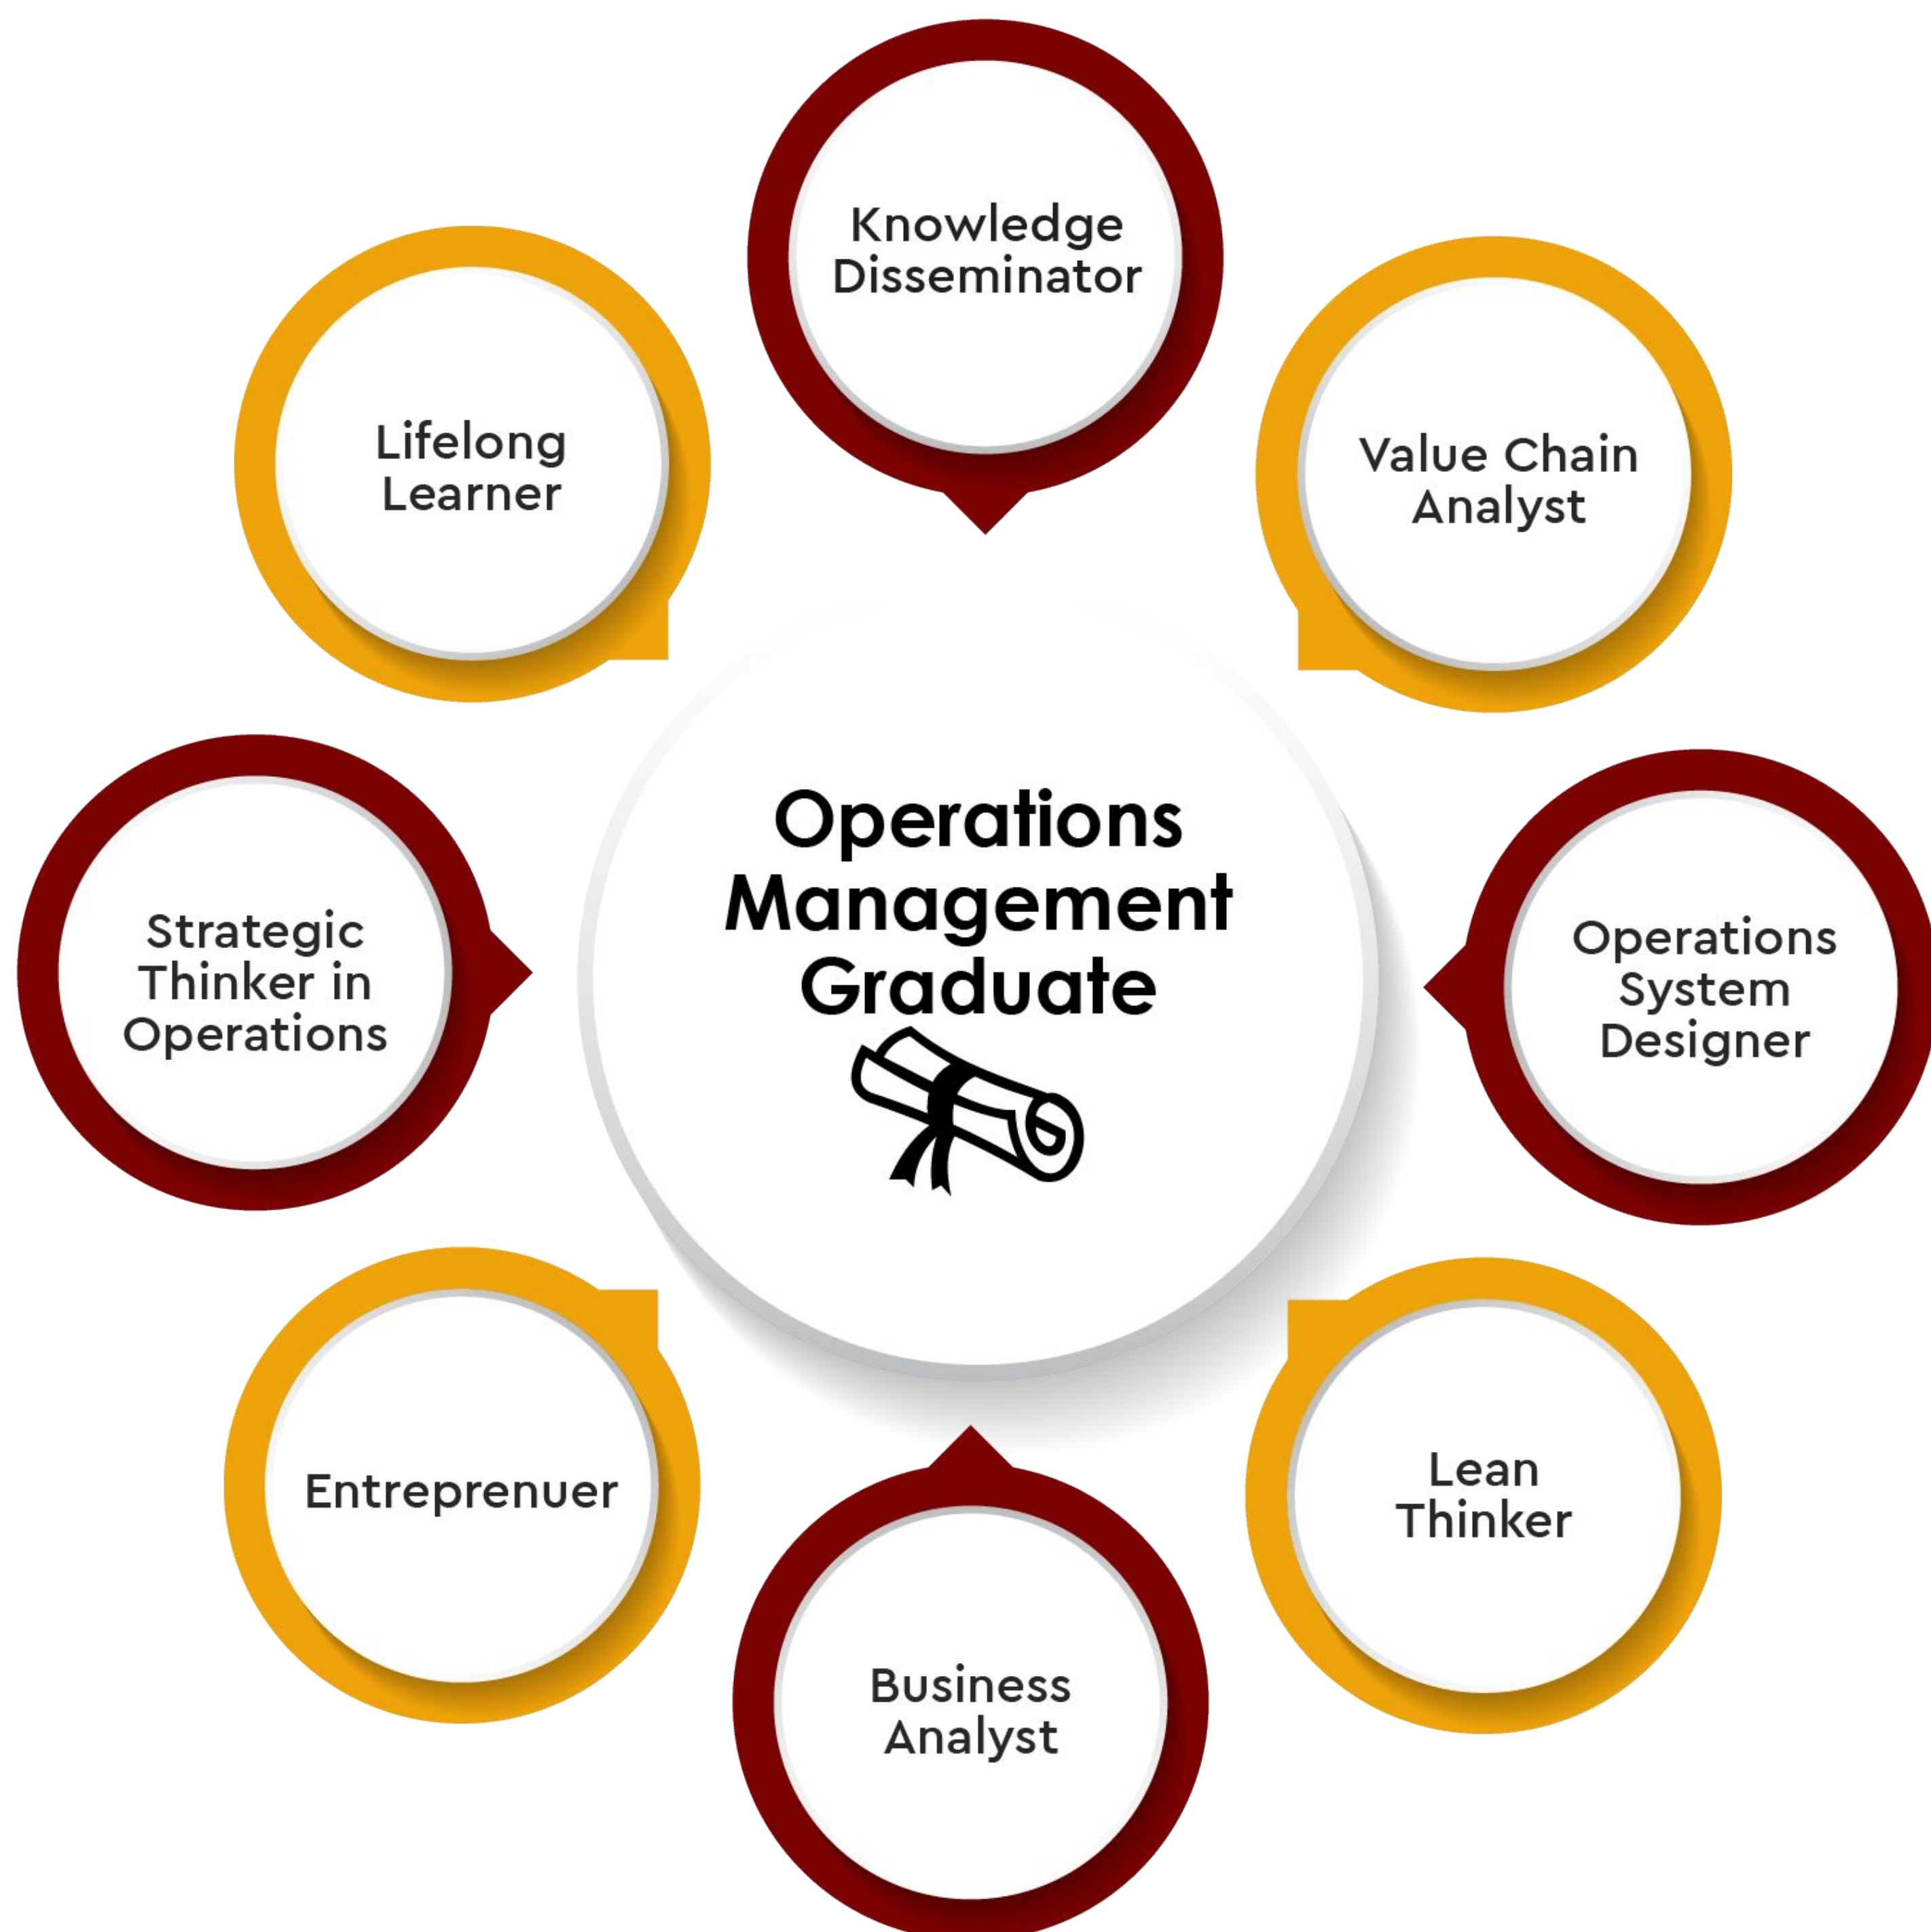 Knowledge
Disseminator
Lifelong
Learner
Value Chain
Analyst
Operations
Management
Graduate
Strategic
Thinker in
Operations
Operations
System
Designer
Entreprenuer
Lean
Thinker
Business
Analyst